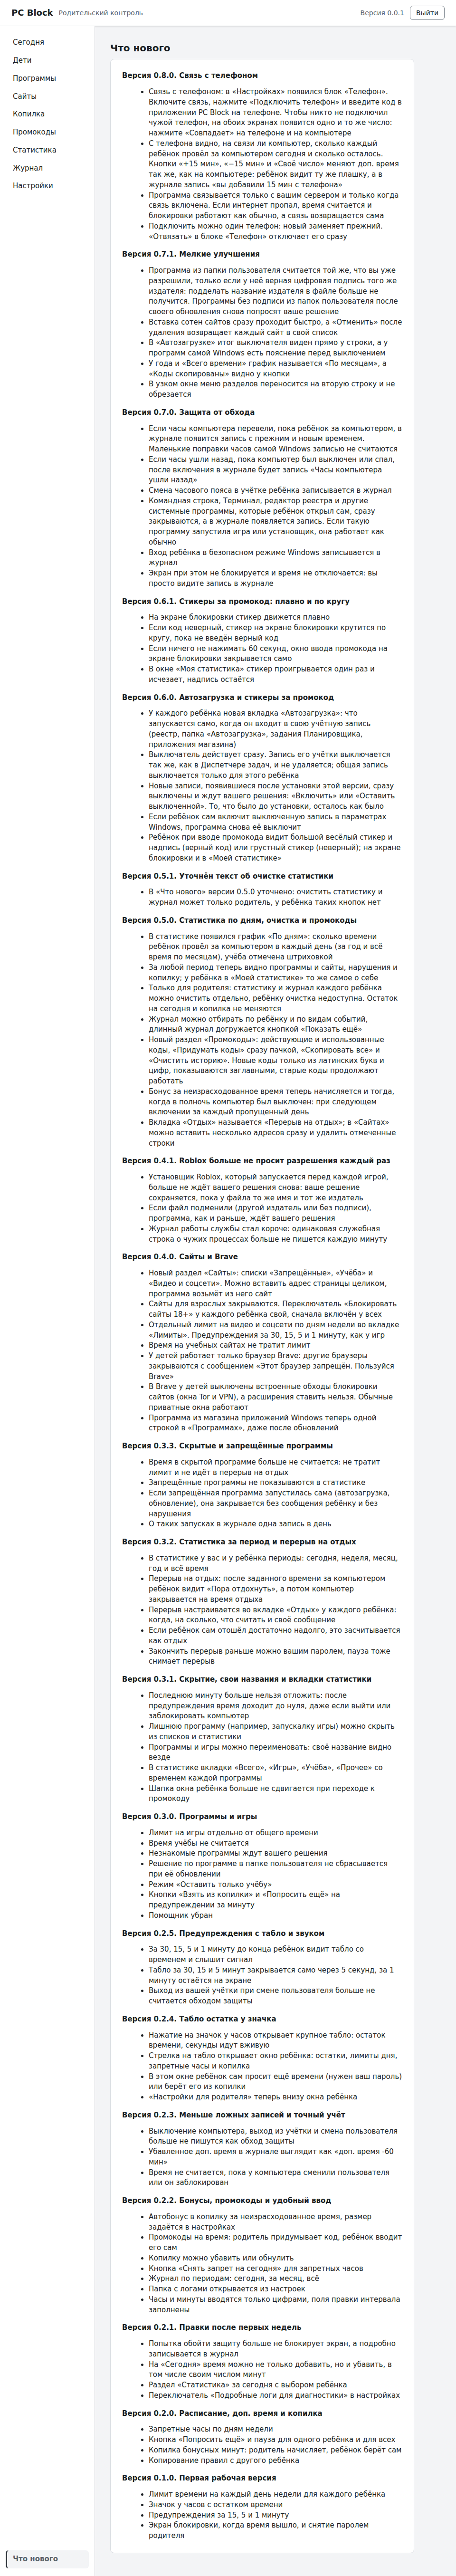 PC Block Родительский контроль
Версия 0.0.1
Выйти
Сегодня
Дети
Программы
Сайты
Копилка
Промокоды
Статистика
Журнал
Настройки
Что нового
Версия 0.8.0. Связь с телефоном
Связь с телефоном: в «Настройках» появился блок «Телефон».
Включите связь, нажмите «Подключить телефон» и введите код в
приложении PC Block на телефоне. Чтобы никто не подключил
чужой телефон, на обоих экранах появится одно и то же число:
нажмите «Совпадает» на телефоне и на компьютере
С телефона видно, на связи ли компьютер, сколько каждый
ребёнок провёл за компьютером сегодня и сколько осталось.
Кнопки «+15 мин», «−15 мин» и «Своё число» меняют доп. время
так же, как на компьютере: ребёнок видит ту же плашку, а в
журнале запись «вы добавили 15 мин с телефона»
Программа связывается только с вашим сервером и только когда
связь включена. Если интернет пропал, время считается и
блокировки работают как обычно, а связь возвращается сама
Подключить можно один телефон: новый заменяет прежний.
«Отвязать» в блоке «Телефон» отключает его сразу
Версия 0.7.1. Мелкие улучшения
Программа из папки пользователя считается той же, что вы уже
разрешили, только если у неё верная цифровая подпись того же
издателя: подделать название издателя в файле больше не
получится. Программы без подписи из папок пользователя после
своего обновления снова попросят ваше решение
Вставка сотен сайтов сразу проходит быстро, а «Отменить» после
удаления возвращает каждый сайт в свой список
В «Автозагрузке» итог выключателя виден прямо у строки, а у
программ самой Windows есть пояснение перед выключением
У года и «Всего времени» график называется «По месяцам», а
«Коды скопированы» видно у кнопки
В узком окне меню разделов переносится на вторую строку и не
обрезается
Версия 0.7.0. Защита от обхода
Если часы компьютера перевели, пока ребёнок за компьютером, в
журнале появится запись с прежним и новым временем.
Маленькие поправки часов самой Windows записью не считаются
Если часы ушли назад, пока компьютер был выключен или спал,
после включения в журнале будет запись «Часы компьютера
ушли назад»
Смена часового пояса в учётке ребёнка записывается в журнал
Командная строка, Терминал, редактор реестра и другие
системные программы, которые ребёнок открыл сам, сразу
закрываются, а в журнале появляется запись. Если такую
программу запустила игра или установщик, она работает как
обычно
Вход ребёнка в безопасном режиме Windows записывается в
журнал
Экран при этом не блокируется и время не отключается: вы
просто видите запись в журнале
Версия 0.6.1. Стикеры за промокод: плавно и по кругу
На экране блокировки стикер движется плавно
Если код неверный, стикер на экране блокировки крутится по
кругу, пока не введён верный код
Если ничего не нажимать 60 секунд, окно ввода промокода на
экране блокировки закрывается само
В окне «Моя статистика» стикер проигрывается один раз и
исчезает, надпись остаётся
Версия 0.6.0. Автозагрузка и стикеры за промокод
У каждого ребёнка новая вкладка «Автозагрузка»: что
запускается само, когда он входит в свою учётную запись
(реестр, папка «Автозагрузка», задания Планировщика,
приложения магазина)
Выключатель действует сразу. Запись его учётки выключается
так же, как в Диспетчере задач, и не удаляется; общая запись
выключается только для этого ребёнка
Новые записи, появившиеся после установки этой версии, сразу
выключены и ждут вашего решения: «Включить» или «Оставить
выключенной». То, что было до установки, осталось как было
Если ребёнок сам включит выключенную запись в параметрах
Windows, программа снова её выключит
Ребёнок при вводе промокода видит большой весёлый стикер и
надпись (верный код) или грустный стикер (неверный); на экране
блокировки и в «Моей статистике»
Версия 0.5.1. Уточнён текст об очистке статистики
В «Что нового» версии 0.5.0 уточнено: очистить статистику и
журнал может только родитель, у ребёнка таких кнопок нет
Версия 0.5.0. Статистика по дням, очистка и промокоды
В статистике появился график «По дням»: сколько времени
ребёнок провёл за компьютером в каждый день (за год и всё
время по месяцам), учёба отмечена штриховкой
За любой период теперь видно программы и сайты, нарушения и
копилку; у ребёнка в «Моей статистике» то же самое о себе
Только для родителя: статистику и журнал каждого ребёнка
можно очистить отдельно, ребёнку очистка недоступна. Остаток
на сегодня и копилка не меняются
Журнал можно отбирать по ребёнку и по видам событий,
длинный журнал догружается кнопкой «Показать ещё»
Новый раздел «Промокоды»: действующие и использованные
коды, «Придумать коды» сразу пачкой, «Скопировать все» и
«Очистить историю». Новые коды только из латинских букв и
цифр, показываются заглавными, старые коды продолжают
работать
Бонус за неизрасходованное время теперь начисляется и тогда,
когда в полночь компьютер был выключен: при следующем
включении за каждый пропущенный день
Вкладка «Отдых» называется «Перерыв на отдых»; в «Сайтах»
можно вставить несколько адресов сразу и удалить отмеченные
строки
Версия 0.4.1. Roblox больше не просит разрешения каждый раз
Установщик Roblox, который запускается перед каждой игрой,
больше не ждёт вашего решения снова: ваше решение
сохраняется, пока у файла то же имя и тот же издатель
Если файл подменили (другой издатель или без подписи),
программа, как и раньше, ждёт вашего решения
Журнал работы службы стал короче: одинаковая служебная
строка о чужих процессах больше не пишется каждую минуту
Версия 0.4.0. Сайты и Brave
Новый раздел «Сайты»: списки «Запрещённые», «Учёба» и
«Видео и соцсети». Можно вставить адрес страницы целиком,
программа возьмёт из него сайт
Сайты для взрослых закрываются. Переключатель «Блокировать
сайты 18+» у каждого ребёнка свой, сначала включён у всех
Отдельный лимит на видео и соцсети по дням недели во вкладке
«Лимиты». Предупреждения за 30, 15, 5 и 1 минуту, как у игр
Время на учебных сайтах не тратит лимит
У детей работает только браузер Brave: другие браузеры
закрываются с сообщением «Этот браузер запрещён. Пользуйся
Brave»
В Brave у детей выключены встроенные обходы блокировки
сайтов (окна Tor и VPN), а расширения ставить нельзя. Обычные
приватные окна работают
Программа из магазина приложений Windows теперь одной
строкой в «Программах», даже после обновлений
Версия 0.3.3. Скрытые и запрещённые программы
Время в скрытой программе больше не считается: не тратит
лимит и не идёт в перерыв на отдых
Запрещённые программы не показываются в статистике
Если запрещённая программа запустилась сама (автозагрузка,
обновление), она закрывается без сообщения ребёнку и без
нарушения
О таких запусках в журнале одна запись в день
Версия 0.3.2. Статистика за период и перерыв на отдых
В статистике у вас и у ребёнка периоды: сегодня, неделя, месяц,
год и всё время
Перерыв на отдых: после заданного времени за компьютером
ребёнок видит «Пора отдохнуть», а потом компьютер
закрывается на время отдыха
Перерыв настраивается во вкладке «Отдых» у каждого ребёнка:
когда, на сколько, что считать и своё сообщение
Если ребёнок сам отошёл достаточно надолго, это засчитывается
как отдых
Закончить перерыв раньше можно вашим паролем, пауза тоже
снимает перерыв
Версия 0.3.1. Скрытие, свои названия и вкладки статистики
Последнюю минуту больше нельзя отложить: после
предупреждения время доходит до нуля, даже если выйти или
заблокировать компьютер
Лишнюю программу (например, запускалку игры) можно скрыть
из списков и статистики
Программы и игры можно переименовать: своё название видно
везде
В статистике вкладки «Всего», «Игры», «Учёба», «Прочее» со
временем каждой программы
Шапка окна ребёнка больше не сдвигается при переходе к
промокоду
Версия 0.3.0. Программы и игры
Лимит на игры отдельно от общего времени
Время учёбы не считается
Незнакомые программы ждут вашего решения
Решение по программе в папке пользователя не сбрасывается
при её обновлении
Режим «Оставить только учёбу»
Кнопки «Взять из копилки» и «Попросить ещё» на
предупреждении за минуту
Помощник убран
Версия 0.2.5. Предупреждения с табло и звуком
За 30, 15, 5 и 1 минуту до конца ребёнок видит табло со
временем и слышит сигнал
Табло за 30, 15 и 5 минут закрывается само через 5 секунд, за 1
минуту остаётся на экране
Выход из вашей учётки при смене пользователя больше не
считается обходом защиты
Версия 0.2.4. Табло остатка у значка
Нажатие на значок у часов открывает крупное табло: остаток
времени, секунды идут вживую
Стрелка на табло открывает окно ребёнка: остатки, лимиты дня,
запретные часы и копилка
В этом окне ребёнок сам просит ещё времени (нужен ваш пароль)
или берёт его из копилки
«Настройки для родителя» теперь внизу окна ребёнка
Версия 0.2.3. Меньше ложных записей и точный учёт
Выключение компьютера, выход из учётки и смена пользователя
больше не пишутся как обход защиты
Убавленное доп. время в журнале выглядит как «доп. время -60
мин»
Время не считается, пока у компьютера сменили пользователя
или он заблокирован
Версия 0.2.2. Бонусы, промокоды и удобный ввод
Автобонус в копилку за неизрасходованное время, размер
задаётся в настройках
Промокоды на время: родитель придумывает код, ребёнок вводит
его сам
Копилку можно убавить или обнулить
Кнопка «Снять запрет на сегодня» для запретных часов
Журнал по периодам: сегодня, за месяц, всё
Папка с логами открывается из настроек
Часы и минуты вводятся только цифрами, поля правки интервала
заполнены
Версия 0.2.1. Правки после первых недель
Попытка обойти защиту больше не блокирует экран, а подробно
записывается в журнал
На «Сегодня» время можно не только добавить, но и убавить, в
том числе своим числом минут
Раздел «Статистика» за сегодня с выбором ребёнка
Переключатель «Подробные логи для диагностики» в настройках
Версия 0.2.0. Расписание, доп. время и копилка
Запретные часы по дням недели
Кнопка «Попросить ещё» и пауза для одного ребёнка и для всех
Копилка бонусных минут: родитель начисляет, ребёнок берёт сам
Копирование правил с другого ребёнка
Версия 0.1.0. Первая рабочая версия
Лимит времени на каждый день недели для каждого ребёнка
Значок у часов с остатком времени
Предупреждения за 15, 5 и 1 минуту
Экран блокировки, когда время вышло, и снятие паролем
родителя
Что нового